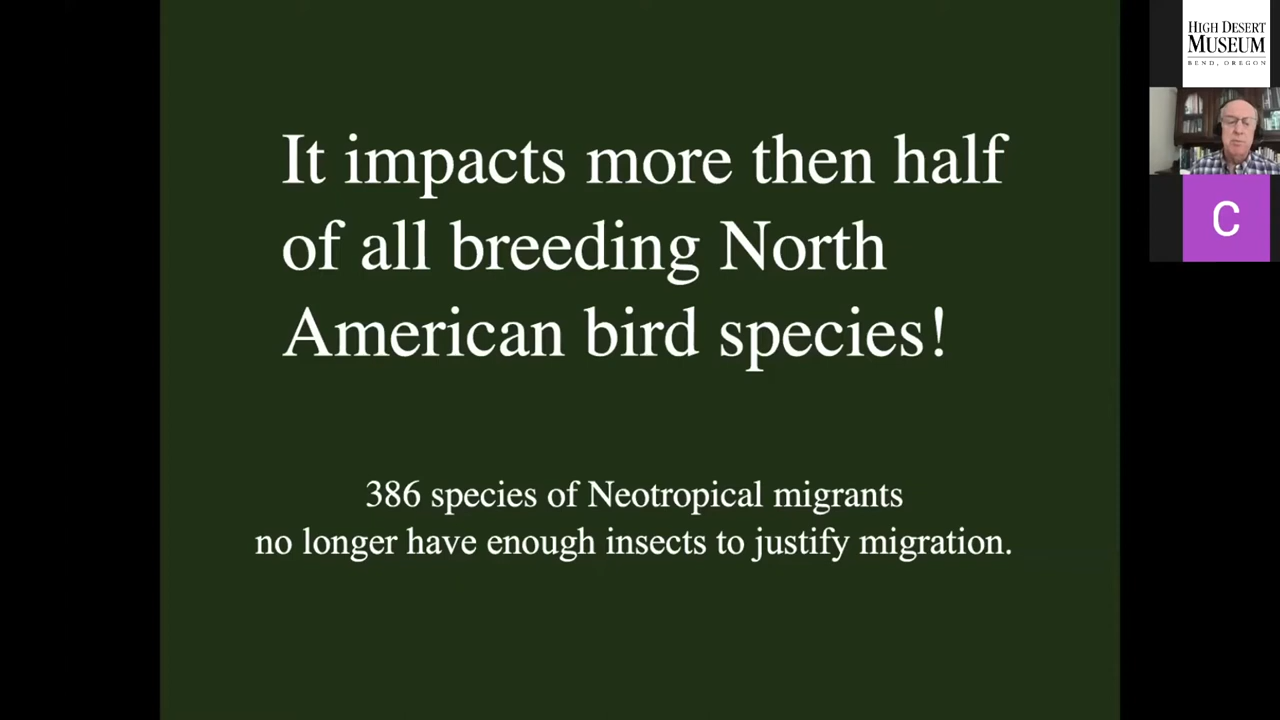 It impacts more then half
of all breeding North
American bird species!
386 species of Neotropical migrants
no longer have enough insects to justify migration.
HIGH DESERT
MUSEUM
BEND, OREGON
C